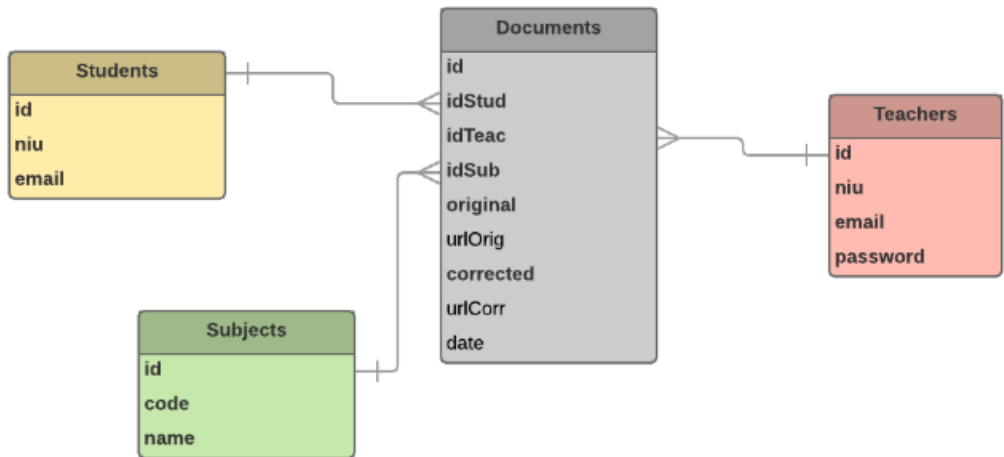 Students
id
niu
email
Documents
id
idStud
idTeac
idSub
original
urlOrig
corrected
urlCorr
date
Teachers
id
niu
email
password
Subjects
id
code
name